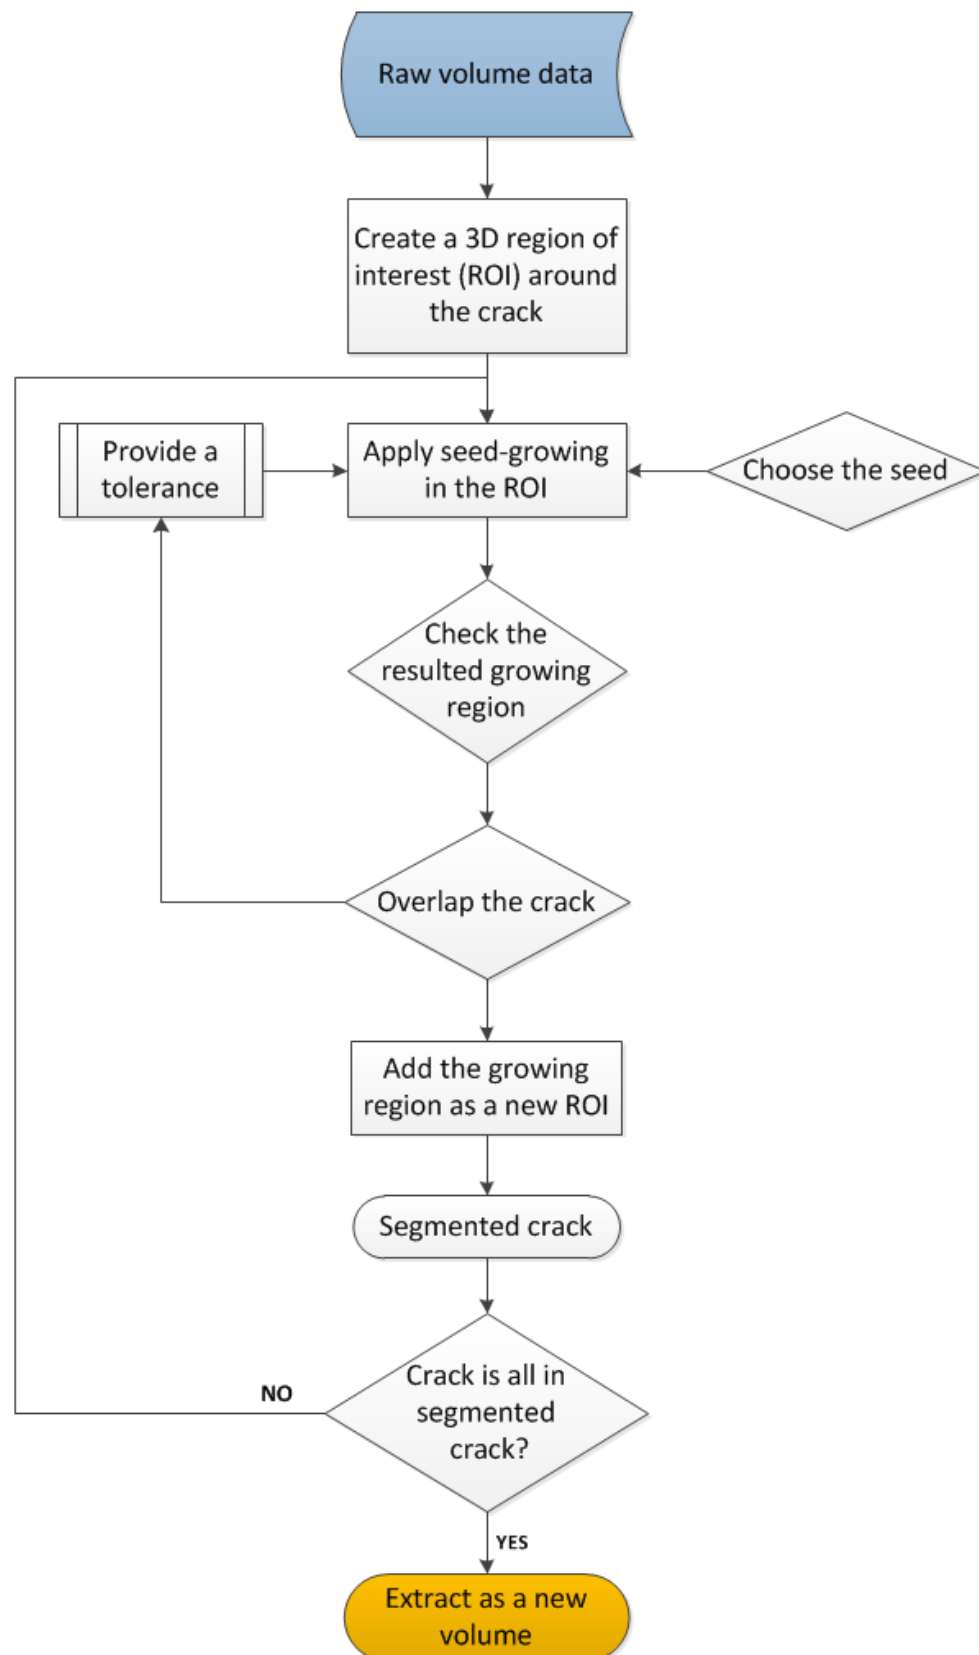 Raw volume data
Create a 3D region of
interest (ROI) around
the crack
Provide a
tolerance
Apply seed-growing
in the ROI
Choose the seed
Check the
resulted growing
region
Overlap the crack
Add the growing
region as a new ROI
Segmented crack
Crack is all in
segmented
crack?
NO
YES
Extract as a new
volume